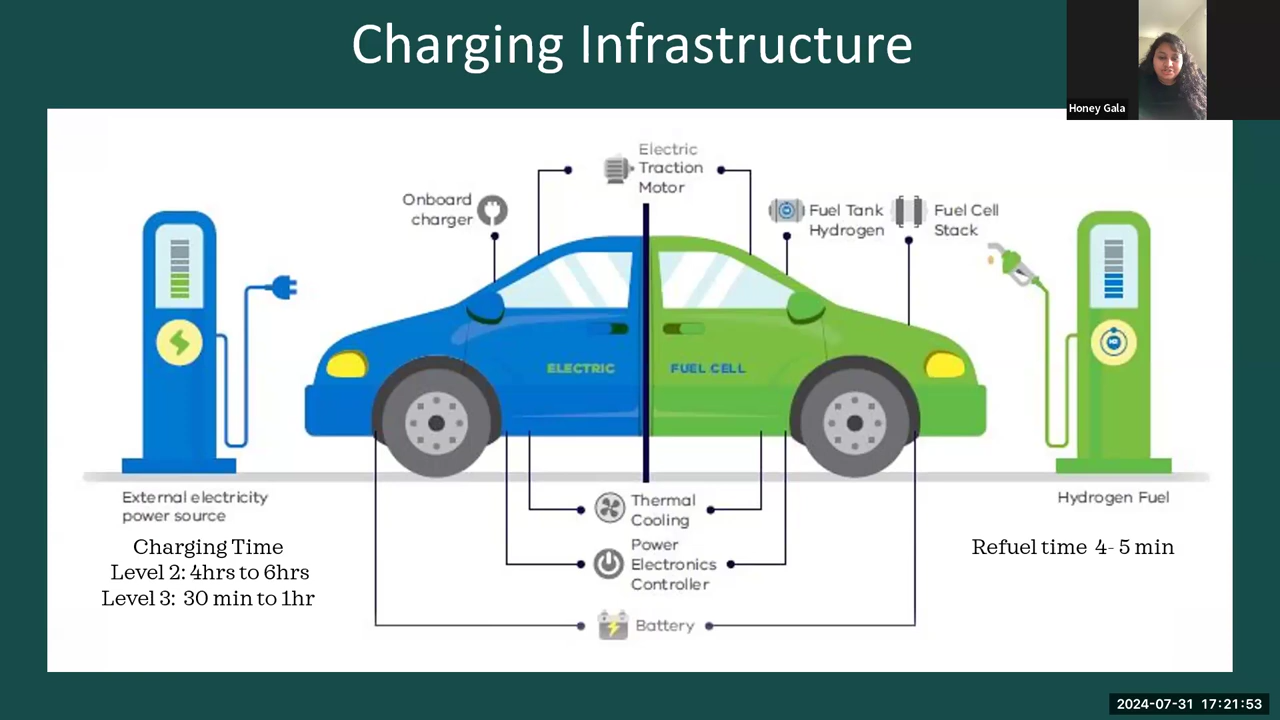 Charging Infrastructure
Honey Gala
Electric
Traction
Motor
Onboard
charger
Fuel Tank
Hydrogen
Fuel Cell
Stack
ELECTRIC
FUEL CELL
External electricity
power source
Charging Time
Level 2: 4hrs to 6hrs
Level 3: 30 min to 1hr
Thermal
Cooling
Power
Electronics
Controller
Battery
Hydrogen Fuel
Refuel time 4- 5 min
2024-07-31 17:21:53